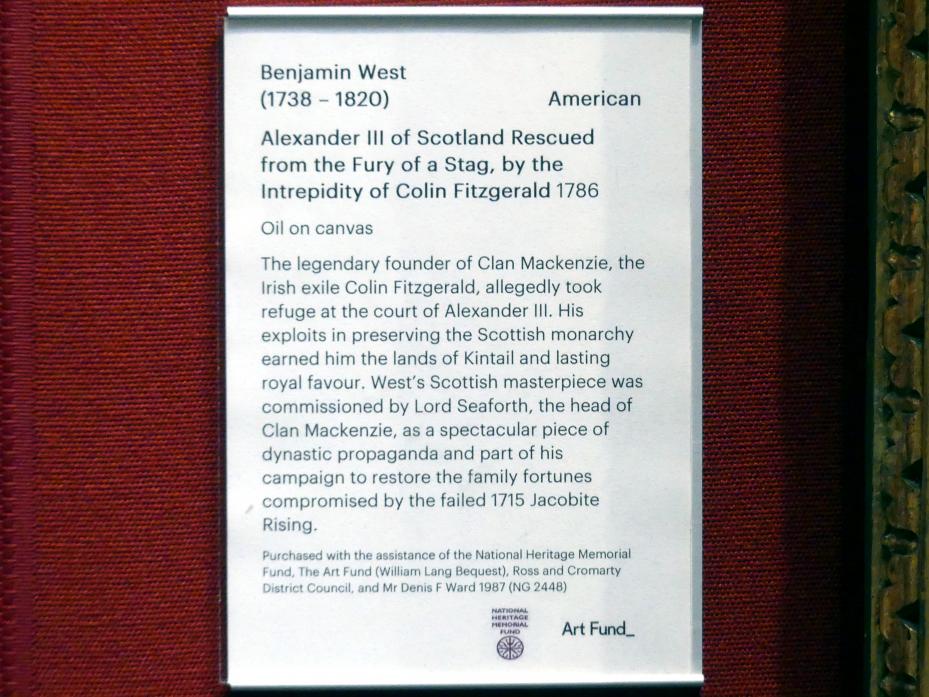 Benjamin West
(1738 – 1820) American
Alexander III of Scotland Rescued
from the Fury of a Stag, by the
Intrepidity of Colin Fitzgerald 1786
Oil on canvas
The legendary founder of Clan Mackenzie, the
Irish exile Colin Fitzgerald, allegedly took
refuge at the court of Alexander III. His
exploits in preserving the Scottish monarchy
earned him the lands of Kintail and lasting
royal favour. West's Scottish masterpiece was
commissioned by Lord Seaforth, the head of
Clan Mackenzie, as a spectacular piece of
dynastic propaganda and part of his
campaign to restore the family fortunes
compromised by the failed 1715 Jacobite
Rising.
Purchased with the assistance of the National Heritage Memorial
Fund, The Art Fund (William Lang Bequest), Ross and Cromarty
District Council, and Mr Denis F Ward 1987 (NG 2448)
NATIONAL
HERITAGE
MEMORIAL
FUND
Art Fund_